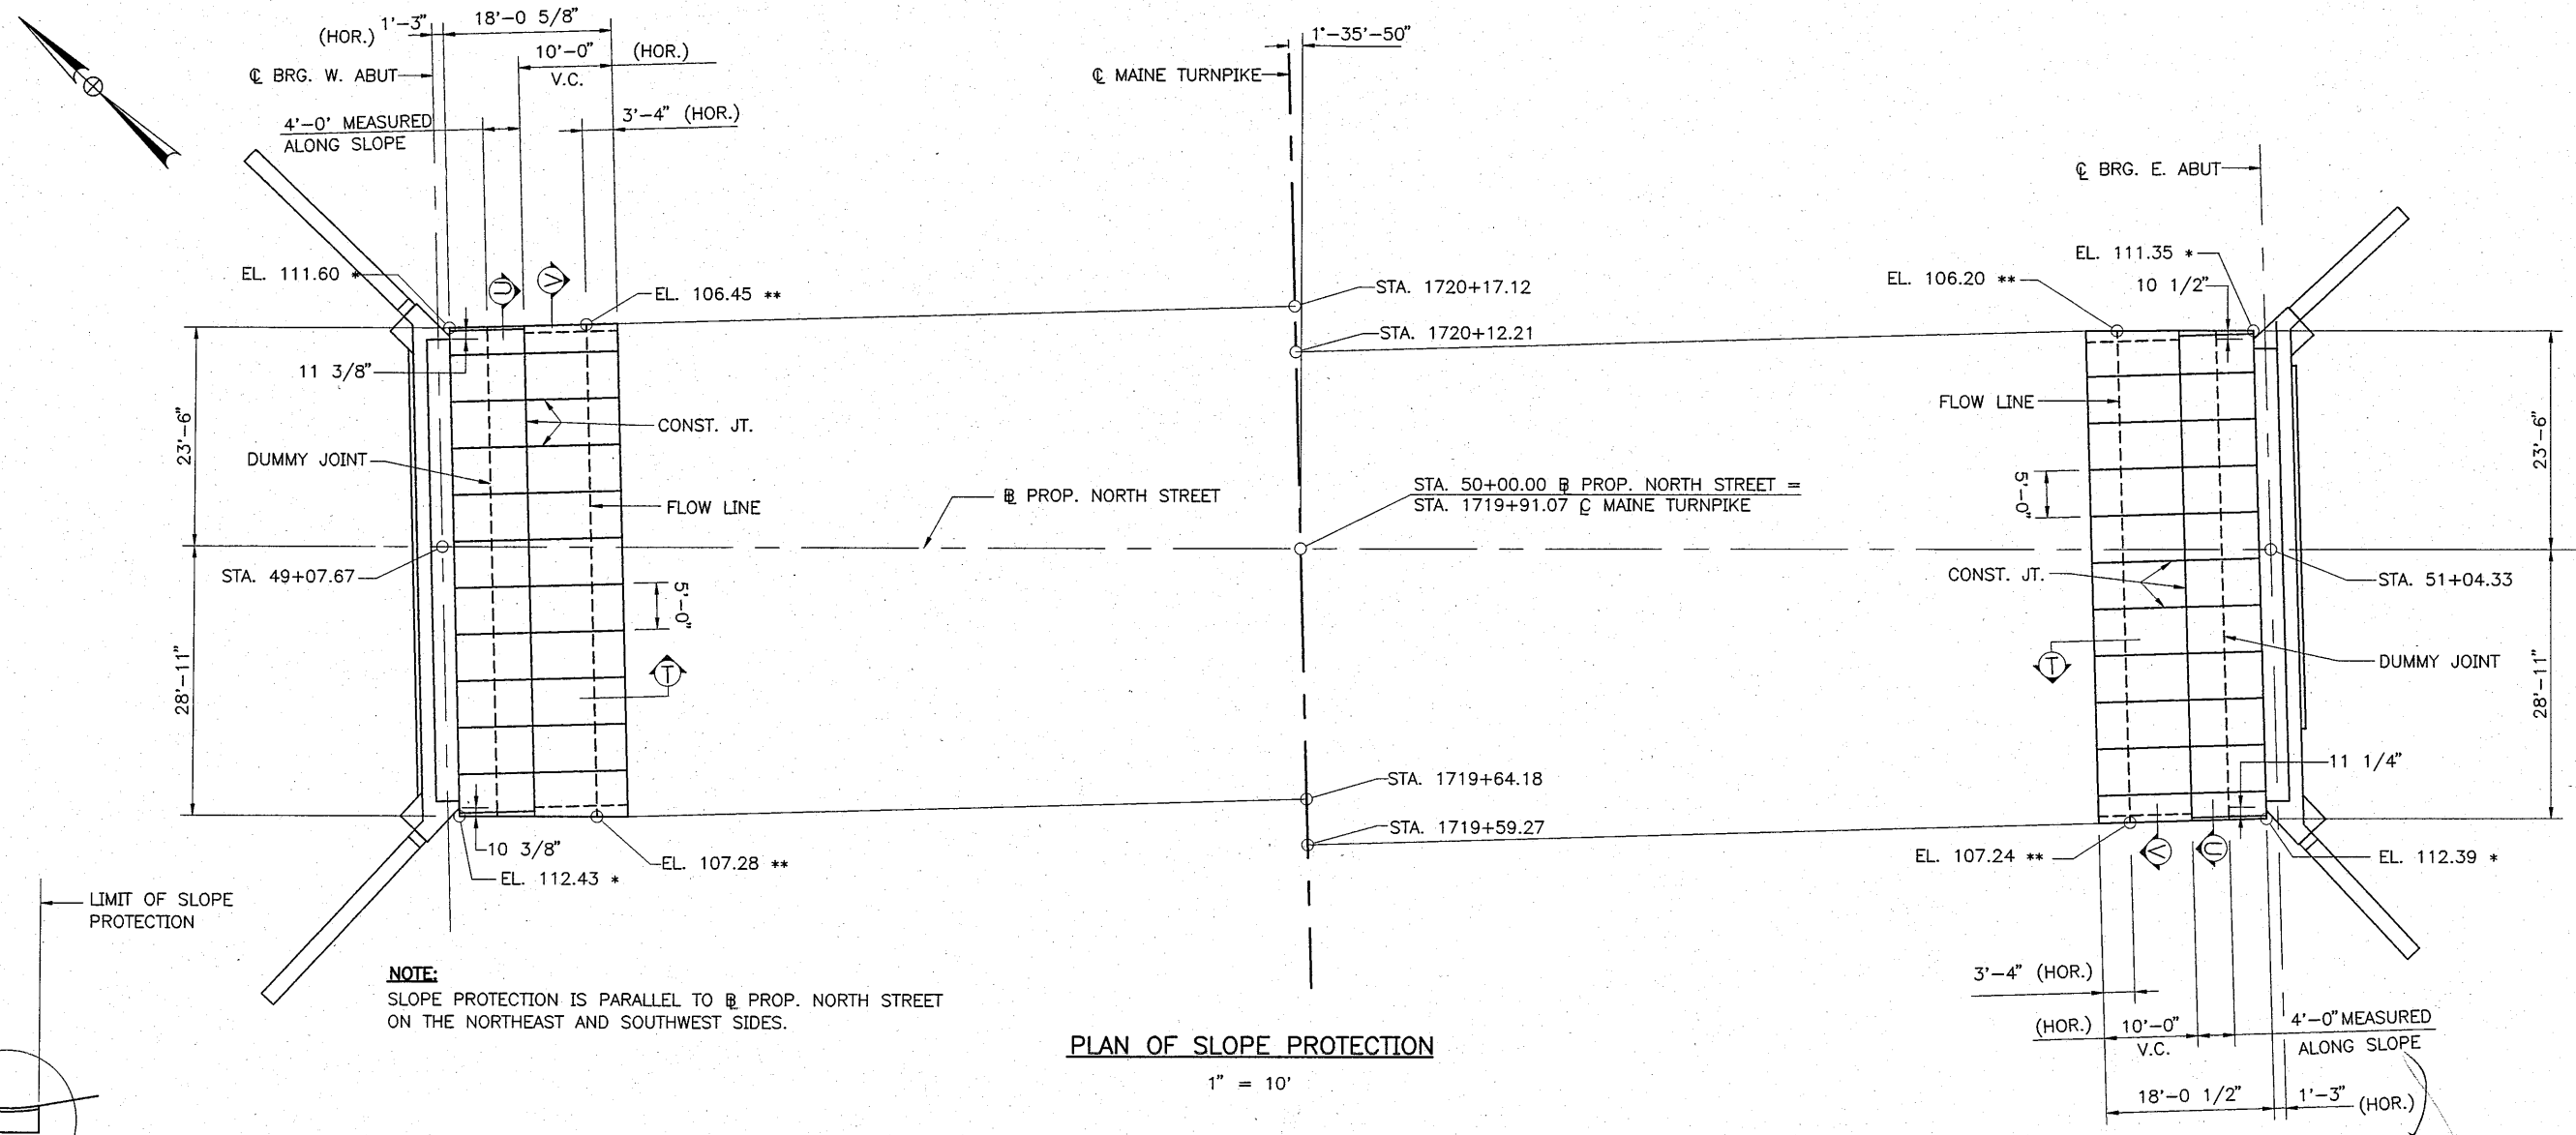 1'-3"
18'-0 5/8"
(HOR.)
10'-0"
(HOR.)
V.C.
℄ BRG. W. ABUT
4'-0' MEASURED
ALONG SLOPE
3'-4" (HOR.)
1°-35'-50"
℄ MAINE TURNPIKE
℄ BRG. E. ABUT
EL. 111.60 *
U
V
EL. 106.45 **
STA. 1720+17.12
STA. 1720+12.21
EL. 106.20 **
EL. 111.35 *
10 1/2"
11 3/8"
23'-6"
CONST. JT.
DUMMY JOINT
FLOW LINE
FLOW LINE
23'-6"
5'-0"
B PROP. NORTH STREET
STA. 50+00.00 B PROP. NORTH STREET =
STA. 1719+91.07 ℄ MAINE TURNPIKE
STA. 49+07.67
5'-0"
CONST. JT.
STA. 51+04.33
T
T
DUMMY JOINT
28'-11"
28'-11"
STA. 1719+64.18
STA. 1719+59.27
11 1/4"
10 3/8"
EL. 112.43 *
EL. 107.28 **
EL. 107.24 **
V
U
EL. 112.39 *
LIMIT OF SLOPE
PROTECTION
NOTE:
SLOPE PROTECTION IS PARALLEL TO B PROP. NORTH STREET
ON THE NORTHEAST AND SOUTHWEST SIDES.
PLAN OF SLOPE PROTECTION
1" = 10'
3'-4" (HOR.)
(HOR.)
10'-0"
V.C.
4'-0" MEASURED
ALONG SLOPE
18'-0 1/2"
1'-3" (HOR.)